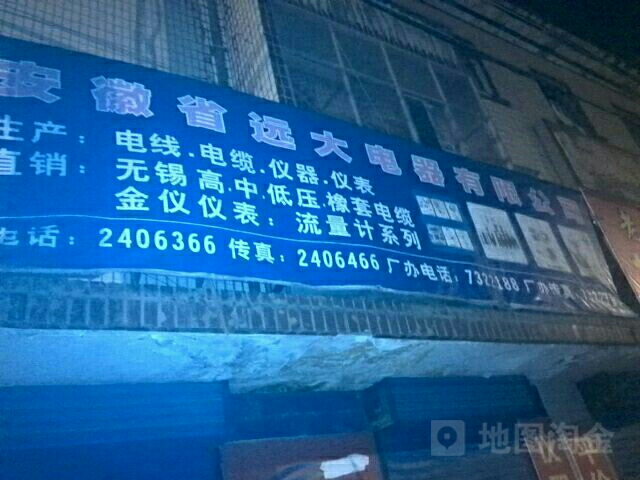 安徽省远大电器有限公司
生产：电线.电缆.仪器.仪表
直销：无锡高.中.低压.橡套电缆
金仪仪表：流量计系列
电话：2406366 传真：2406466 厂办电话：7322188 厂办传真
地图淘金